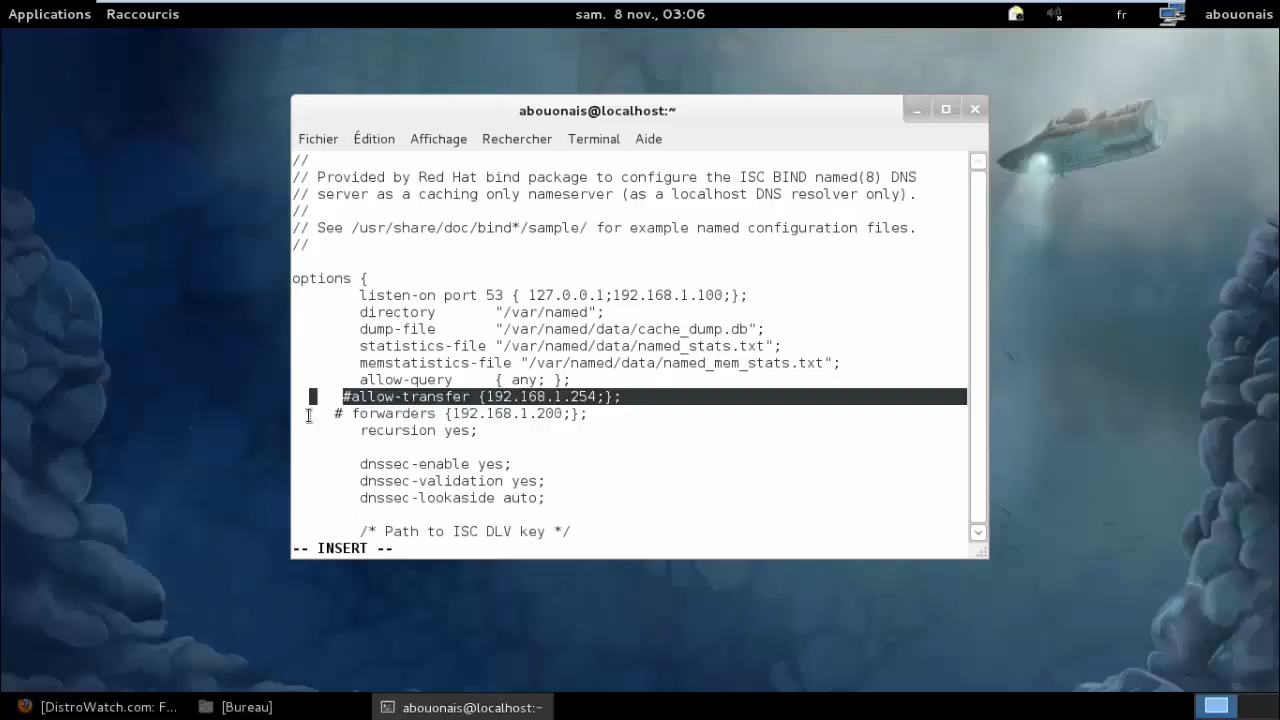 Applications Raccourcis sam. 8 nov., 03:06 fr abouonais
abouonais@localhost:~
Fichier Édition Affichage Rechercher Terminal Aide
//
// Provided by Red Hat bind package to configure the ISC BIND named(8) DNS
// server as a caching only nameserver (as a localhost DNS resolver only).
//
// See /usr/share/doc/bind*/sample/ for example named configuration files.
//
options {
listen-on port 53 { 127.0.0.1;192.168.1.100;};
directory "/var/named";
dump-file "/var/named/data/cache_dump.db";
statistics-file "/var/named/data/named_stats.txt";
memstatistics-file "/var/named/data/named_mem_stats.txt";
allow-query { any; };
#allow-transfer {192.168.1.254;};
# forwarders {192.168.1.200;};
recursion yes;
dnssec-enable yes;
dnssec-validation yes;
dnssec-lookaside auto;
/* Path to ISC DLV key */
-- INSERT --
[DistroWatch.com: F... [Bureau] abouonais@localhost:~